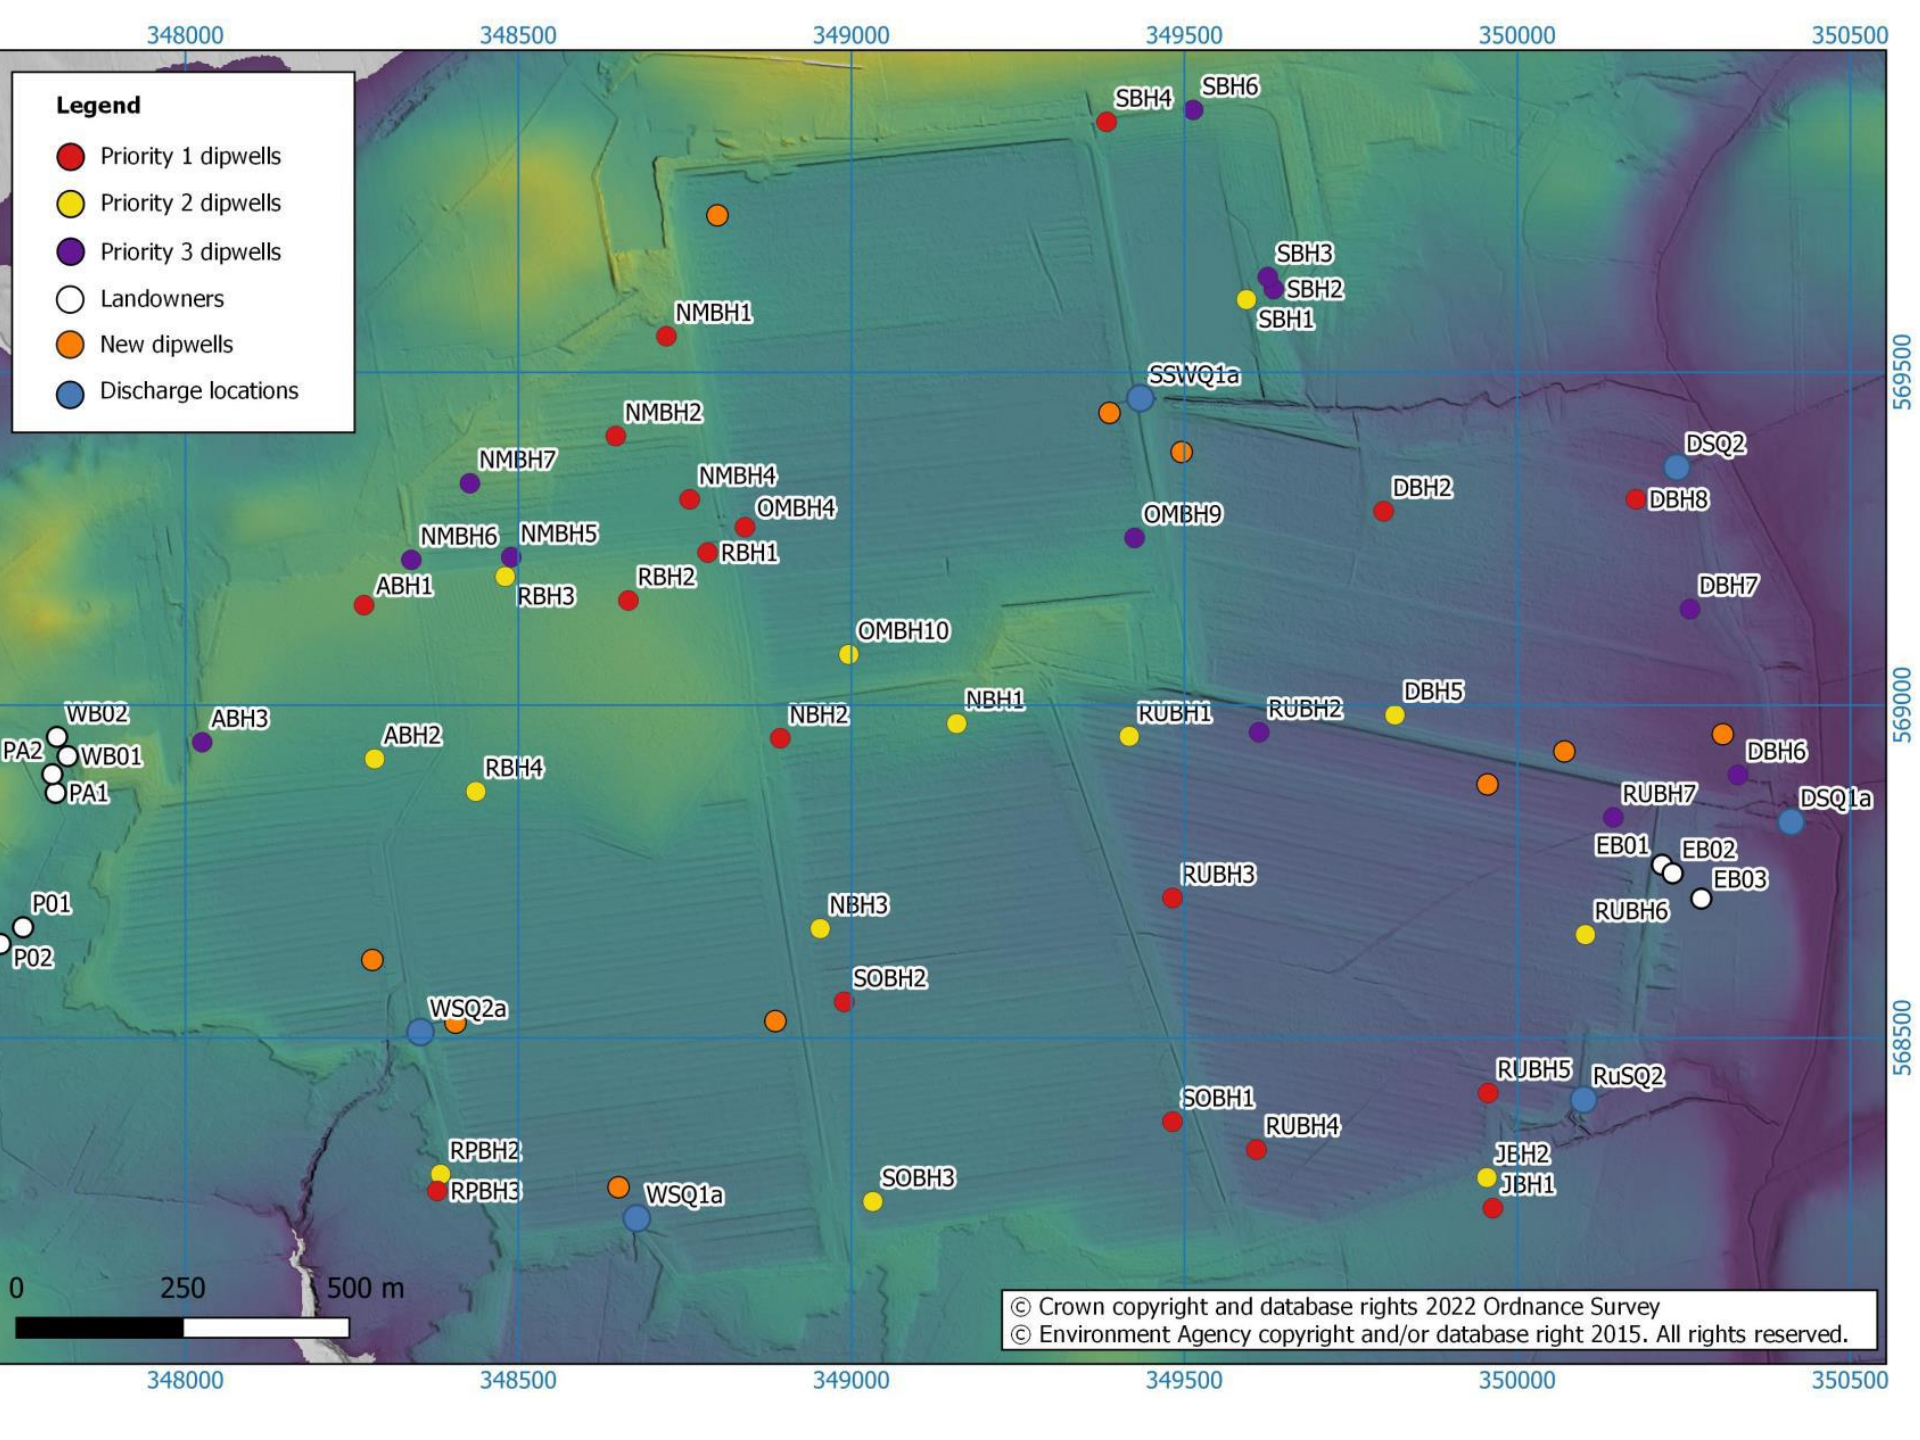 348000 348500 349000 349500 350000 350500
Legend
Priority 1 dipwells
Priority 2 dipwells
Priority 3 dipwells
Landowners
New dipwells
Discharge locations
SBH4 SBH6
SBH3
SBH2
SBH1
NMBH1
SSWQ1a
569500
NMBH2
DSQ2
NMBH7
NMBH4
DBH2
DBH8
OMBH4
OMBH9
NMBH6 NMBH5
RBH1
RBH2
ABH1
RBH3
DBH7
OMBH10
DBH5
NBH1
WB02
ABH3
NBH2
RUBH1
RUBH2
569000
ABH2
PA2
WB01
DBH6
RBH4
PA1
RUBH7
DSQ1a
EB01
EB02
RUBH3
EB03
P01
NBH3
RUBH6
P02
SOBH2
WSQ2a
568500
RUBH5
RuSQ2
SOBH1
RUBH4
RPBH2
JBH2
SOBH3
JBH1
RPBH3
WSQ1a
0 250 500 m
© Crown copyright and database rights 2022 Ordnance Survey
© Environment Agency copyright and/or database right 2015. All rights reserved.
348000 348500 349000 349500 350000 350500